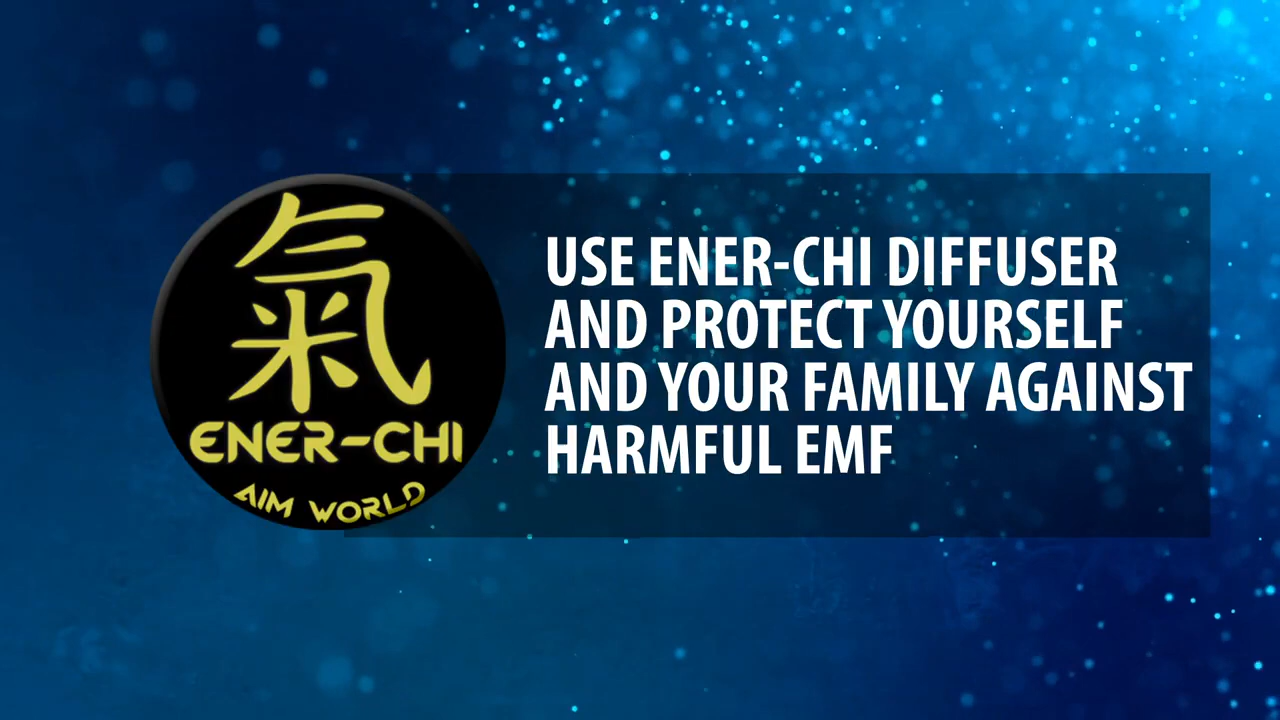 氣
ENER-CHI
AIM WORLD
USE ENER-CHI DIFFUSER
AND PROTECT YOURSELF
AND YOUR FAMILY AGAINST
HARMFUL EMF